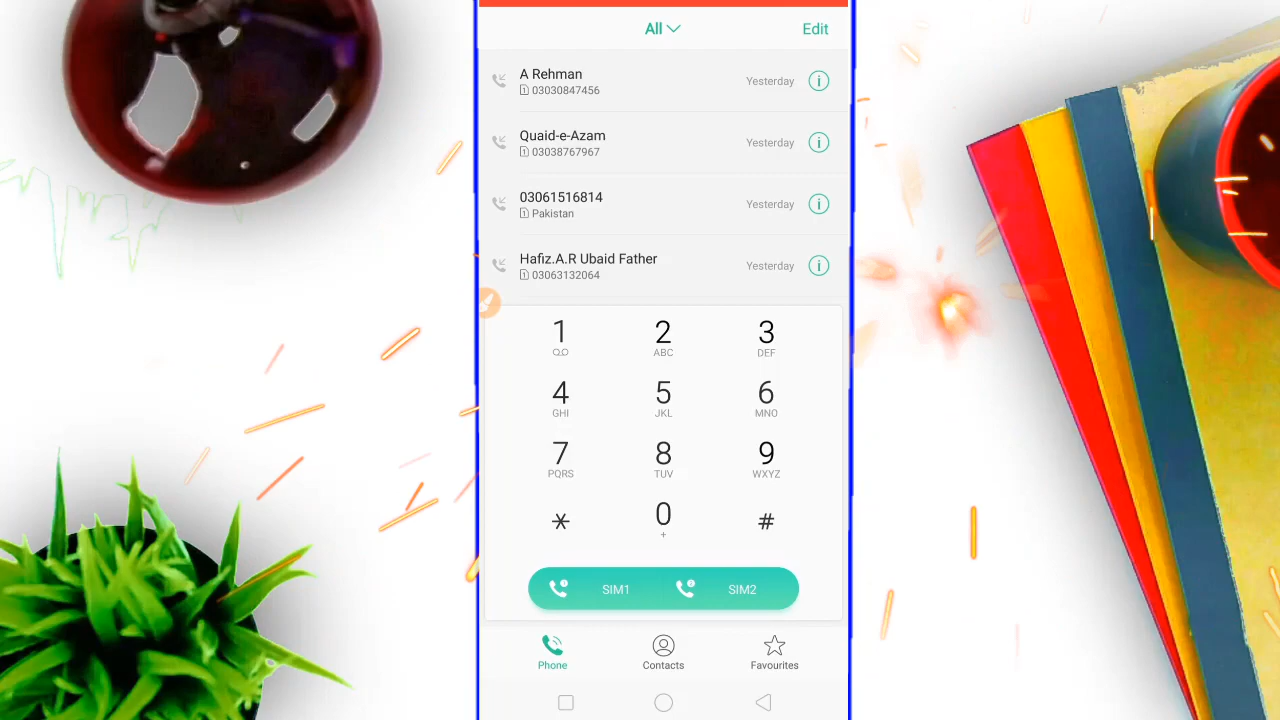 All
Edit
A Rehman
03030847456
Yesterday
Quaid-e-Azam
03038767967
Yesterday
03061516814
Pakistan
Yesterday
Hafiz.A.R Ubaid Father
03063132064
Yesterday
1 2 3
ABC DEF
4 5 6
GHI JKL MNO
7 8 9
PQRS TUV WXYZ
* 0 #
+
SIM1 SIM2
Phone Contacts Favourites